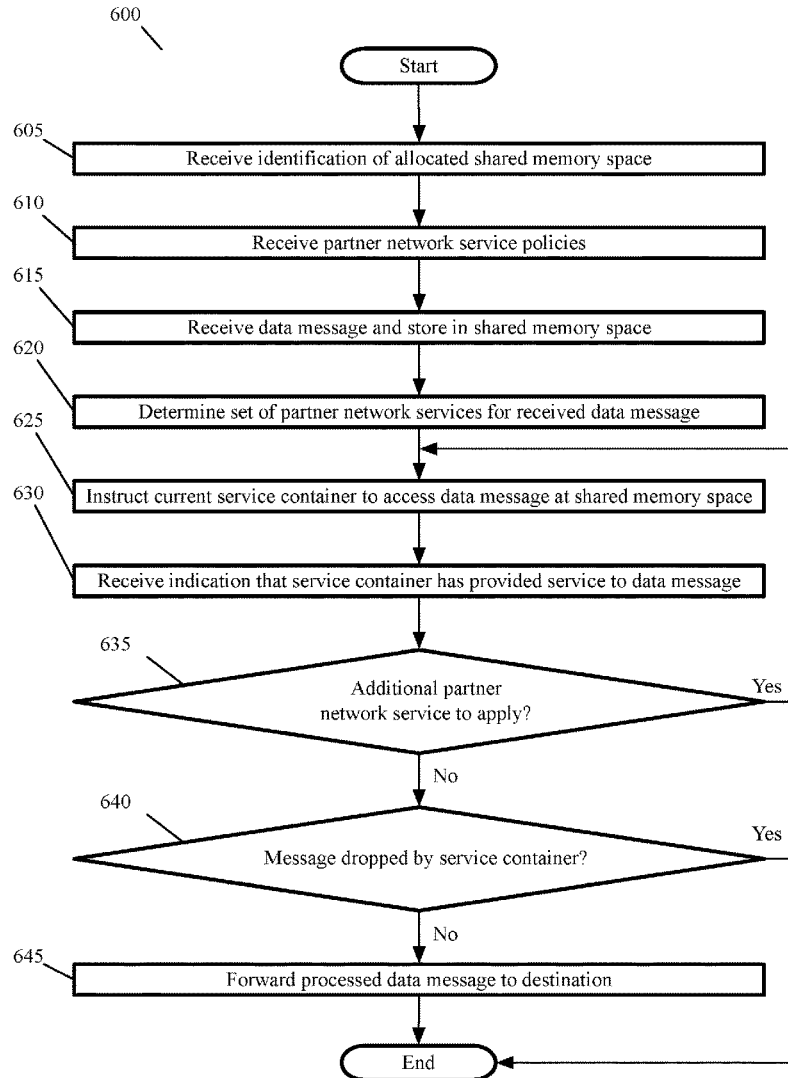 600
Start
605
Receive identification of allocated shared memory space
610
Receive partner network service policies
615
Receive data message and store in shared memory space
620
Determine set of partner network services for received data message
625
Instruct current service container to access data message at shared memory space
630
Receive indication that service container has provided service to data message
635
Additional partner
network service to apply?
Yes
No
640
Message dropped by service container?
Yes
No
645
Forward processed data message to destination
End